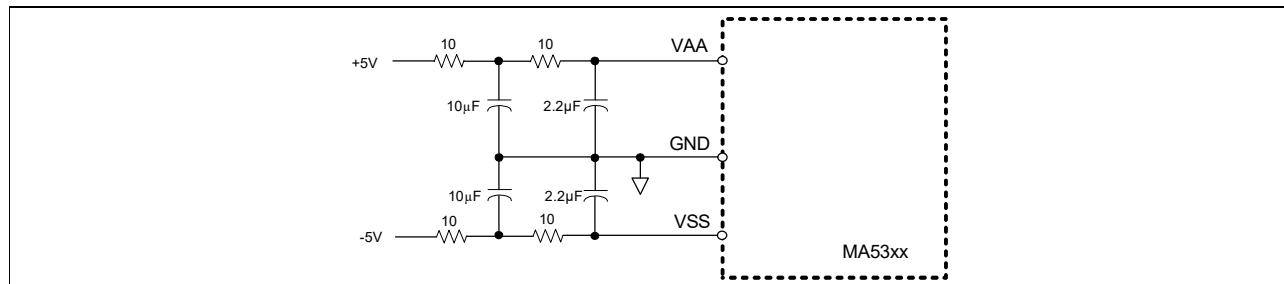 10 10 VAA
+5V
10μF 2.2µF
GND
10μF 2.2µF
10 10 VSS
-5V
MA53xx